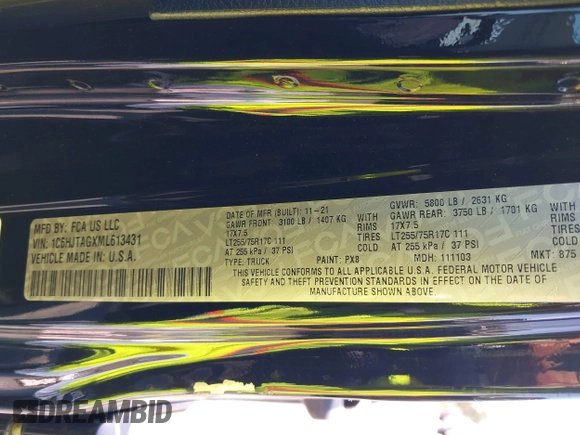 MFD. BY: FCA US LLC
VIN: 1C6HJTAGXML613431
VEHICLE MADE IN: U.S.A.
DATE OF MFR (BUILT): 11-21
GAWR FRONT: 3100 LB / 1407 KG
17X7.5 RIMS
LT255/75R17C 111 TIRES
AT 255 kPa / 37 PSI COLD
TYPE: TRUCK
GVWR: 5800 LB / 2631 KG
GAWR REAR: 3750 LB / 1701 KG
17X7.5 RIMS
LT255/75R17C 111 TIRES
AT 255 kPa / 37 PSI COLD
PAINT: PX8
MDH: 111103
MKT: 875
THIS VEHICLE CONFORMS TO ALL APPLICABLE U.S.A. FEDERAL MOTOR VEHICLE
SAFETY AND THEFT PREVENTION STANDARDS IN EFFECT ON THE DATE OF
MANUFACTURE SHOWN ABOVE.
DREAMBID